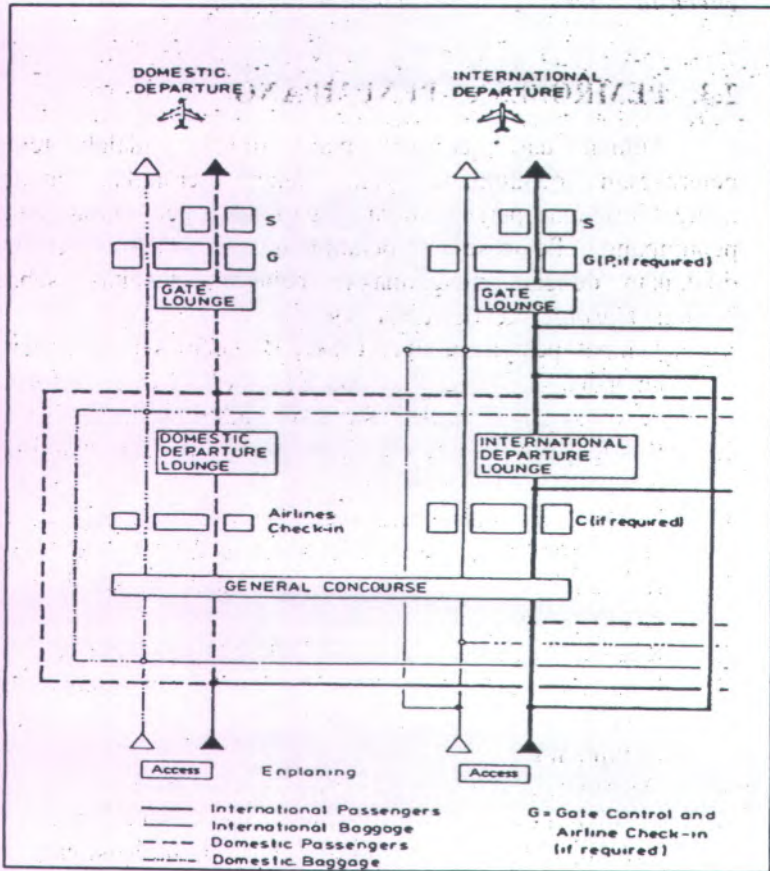 DOMESTIC
DEPARTURE
INTERNATIONAL
DEPARTURE
S
S
G
G(P,if required)
GATE
LOUNGE
GATE
LOUNGE
DOMESTIC
DEPARTURE
LOUNGE
INTERNATIONAL
DEPARTURE
LOUNGE
Airlines
Check-in
C(if required)
GENERAL CONCOURSE
Access
Enplaning
Access
International Passengers
International Baggage
Domestic Passengers
Domestic Baggage
G= Gate Control and
Airline Check-in
(if required)